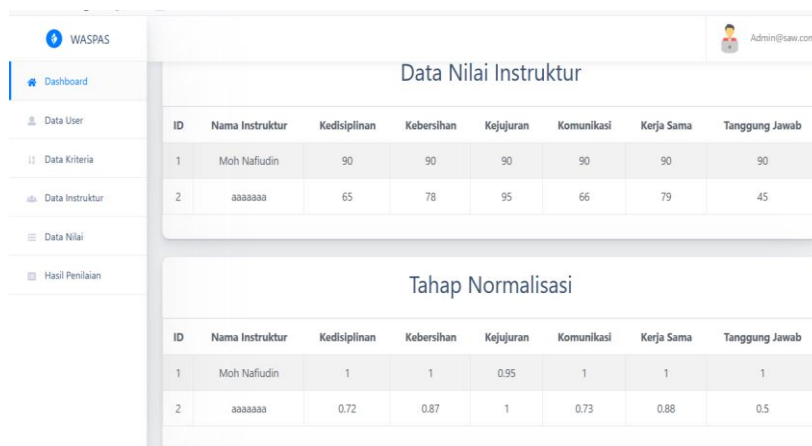 WASPAS
Admin@saw.com
Dashboard
Data User
Data Kriteria
Data Instruktur
Data Nilai
Hasil Penilaian
Data Nilai Instruktur
ID Nama Instruktur Kedisiplinan Kebersihan Kejujuran Komunikasi Kerja Sama Tanggung Jawab
1 Moh Nafiudin 90 90 90 90 90 90
2 aaaaaaa 65 78 95 66 79 45
Tahap Normalisasi
ID Nama Instruktur Kedisiplinan Kebersihan Kejujuran Komunikasi Kerja Sama Tanggung Jawab
1 Moh Nafiudin 1 1 0.95 1 1 1
2 aaaaaaa 0.72 0.87 1 0.73 0.88 0.5